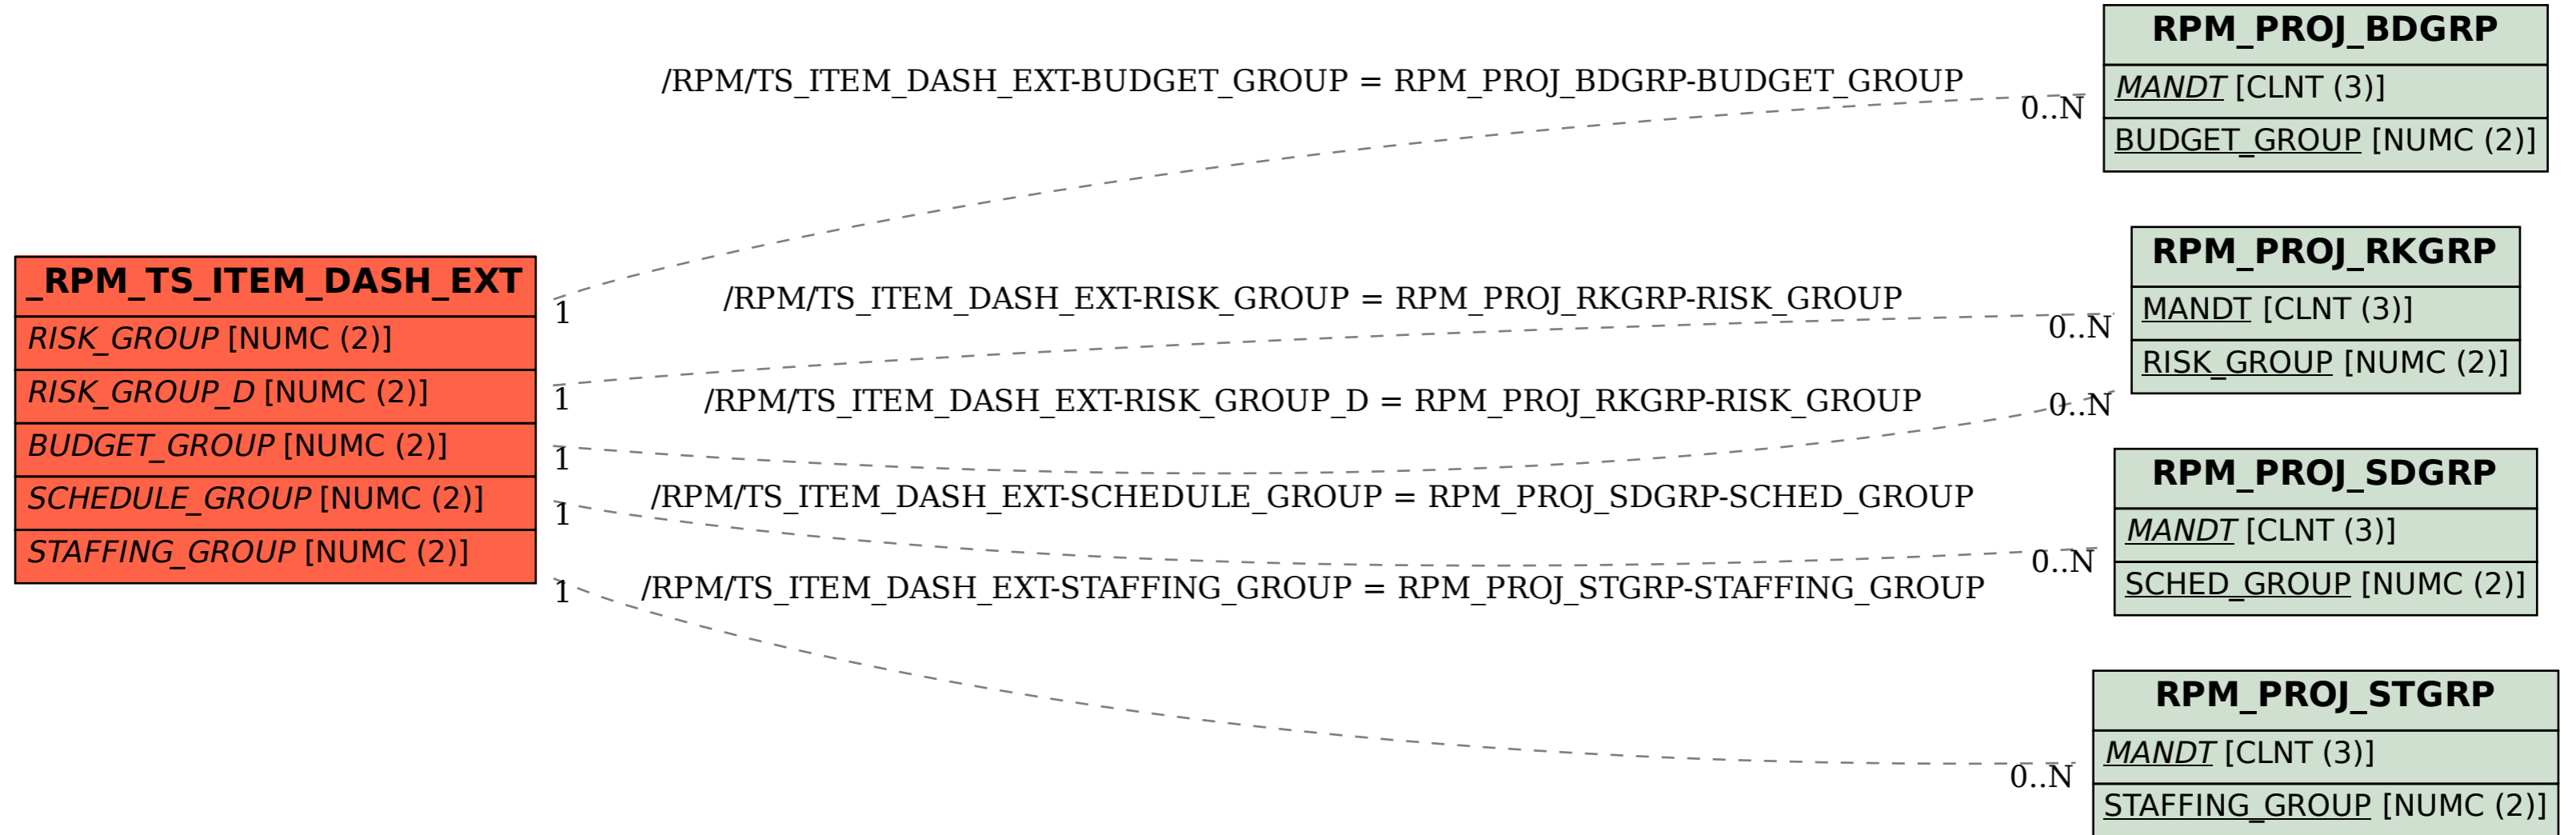 _RPM_TS_ITEM_DASH_EXT
RISK_GROUP [NUMC (2)]
RISK_GROUP_D [NUMC (2)]
BUDGET_GROUP [NUMC (2)]
SCHEDULE_GROUP [NUMC (2)]
STAFFING_GROUP [NUMC (2)]
/RPM/TS_ITEM_DASH_EXT-BUDGET_GROUP = RPM_PROJ_BDGRP-BUDGET_GROUP
1
0..N
/RPM/TS_ITEM_DASH_EXT-RISK_GROUP = RPM_PROJ_RKGRP-RISK_GROUP
1
0..N
/RPM/TS_ITEM_DASH_EXT-RISK_GROUP_D = RPM_PROJ_RKGRP-RISK_GROUP
1
0..N
/RPM/TS_ITEM_DASH_EXT-SCHEDULE_GROUP = RPM_PROJ_SDGRP-SCHED_GROUP
1
0..N
/RPM/TS_ITEM_DASH_EXT-STAFFING_GROUP = RPM_PROJ_STGRP-STAFFING_GROUP
1
0..N
RPM_PROJ_BDGRP
MANDT [CLNT (3)]
BUDGET_GROUP [NUMC (2)]
RPM_PROJ_RKGRP
MANDT [CLNT (3)]
RISK_GROUP [NUMC (2)]
RPM_PROJ_SDGRP
MANDT [CLNT (3)]
SCHED_GROUP [NUMC (2)]
RPM_PROJ_STGRP
MANDT [CLNT (3)]
STAFFING_GROUP [NUMC (2)]